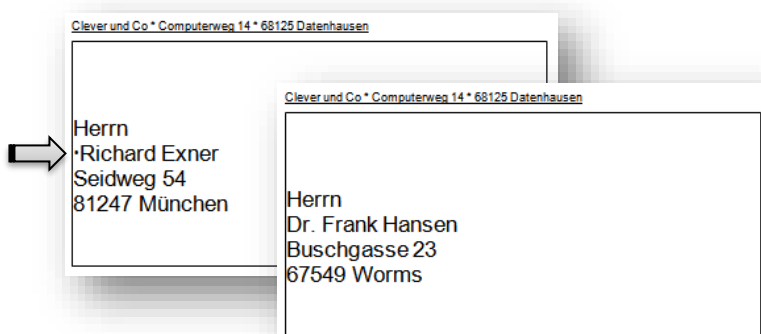 Clever und Co * Computerweg 14 * 68125 Datenhausen
Herrn
·Richard Exner
Seidweg 54
81247 München
Clever und Co * Computerweg 14 * 68125 Datenhausen
Herrn
Dr. Frank Hansen
Buschgasse 23
67549 Worms